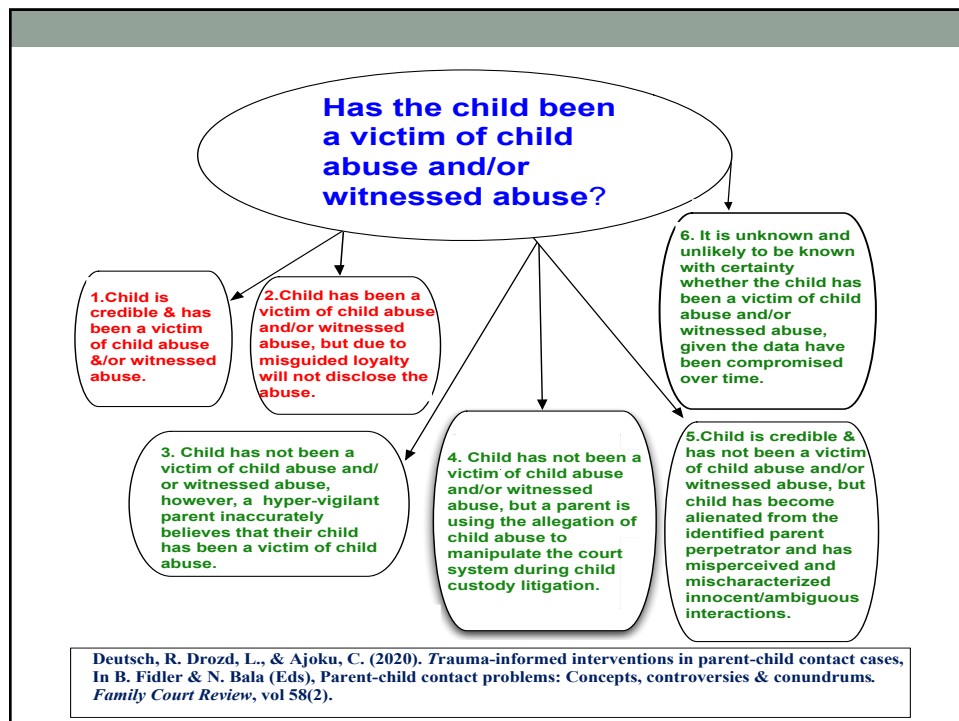 Has the child been
a victim of child
abuse and/or
witnessed abuse?
1.Child is
credible & has
been a victim
of child abuse
&/or witnessed
abuse.
2.Child has been a
victim of child abuse
and/or witnessed
abuse, but due to
misguided loyalty
will not disclose the
abuse.
3. Child has not been a
victim of child abuse and/
or witnessed abuse,
however, a hyper-vigilant
parent inaccurately
believes that their child
has been a victim of child
abuse.
4. Child has not been a
victim of child abuse
and/or witnessed
abuse, but a parent is
using the allegation of
child abuse to
manipulate the court
system during child
custody litigation.
5.Child is credible &
has not been a victim
of child abuse and/or
witnessed abuse, but
child has become
alienated from the
identified parent
perpetrator and has
misperceived and
mischaracterized
innocent/ambiguous
interactions.
6. It is unknown and
unlikely to be known
with certainty
whether the child has
been a victim of child
abuse and/or
witnessed abuse,
given the data have
been compromised
over time.
Deutsch, R. Drozd, L., & Ajoku, C. (2020). Trauma-informed interventions in parent-child contact cases,
In B. Fidler & N. Bala (Eds), Parent-child contact problems: Concepts, controversies & conundrums.
Family Court Review, vol 58(2).